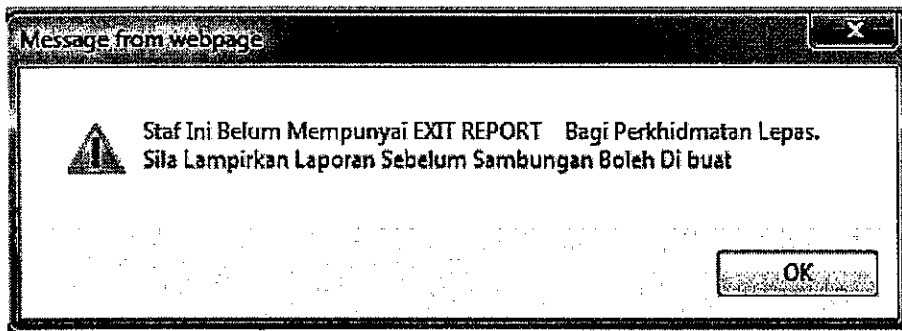 Message from webpage
Staf Ini Belum Mempunyai EXIT REPORT Bagi Perkhidmatan Lepas.
Sila Lampirkan Laporan Sebelum Sambungan Boleh Di buat
OK